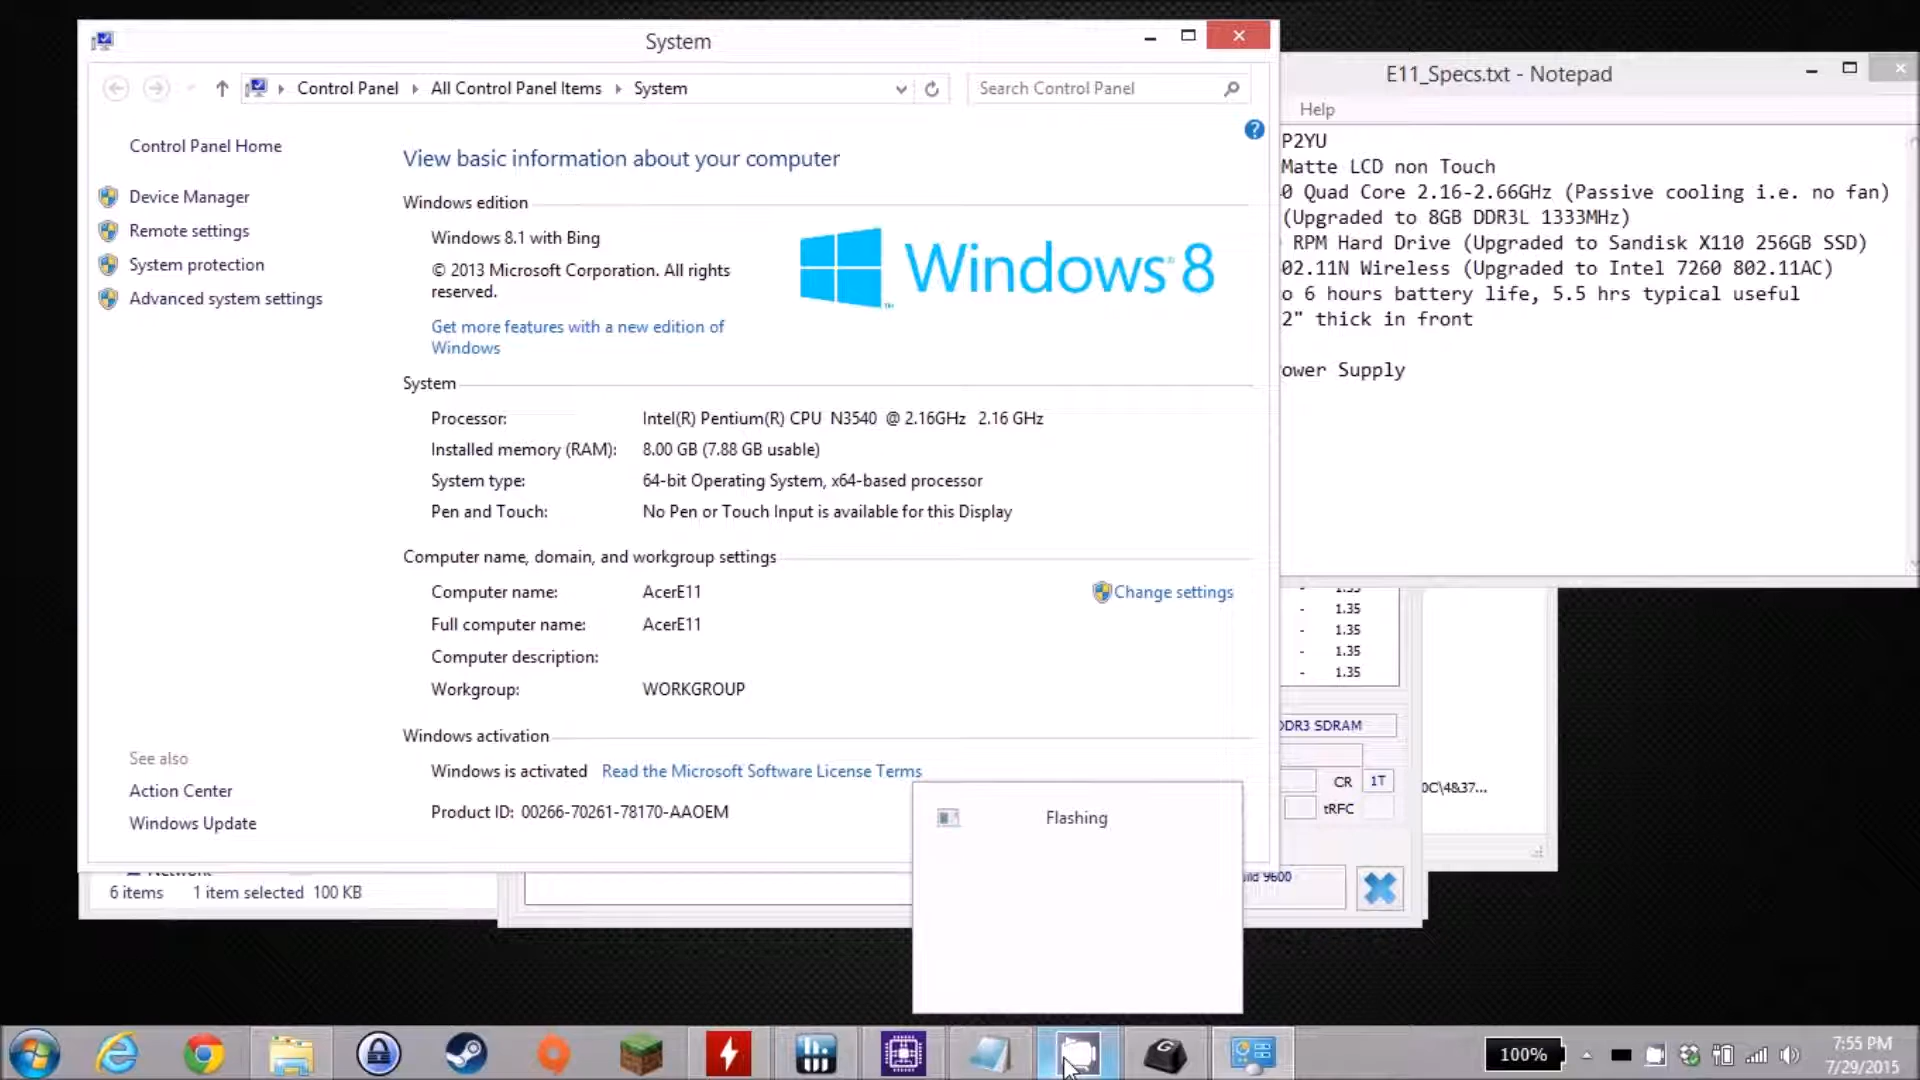 System
Control Panel
All Control Panel Items
System
Search Control Panel
Control Panel Home
Device Manager
Remote settings
System protection
Advanced system settings
See also
Action Center
Windows Update
View basic information about your computer
Windows edition
Windows 8.1 with Bing
© 2013 Microsoft Corporation. All rights
reserved.
Get more features with a new edition of
Windows
Windows 8
System
Processor: Intel(R) Pentium(R) CPU N3540 @ 2.16GHz 2.16 GHz
Installed memory (RAM): 8.00 GB (7.88 GB usable)
System type: 64-bit Operating System, x64-based processor
Pen and Touch: No Pen or Touch Input is available for this Display
Computer name, domain, and workgroup settings
Computer name: AcerE11
Change settings
Full computer name: AcerE11
Computer description:
Workgroup: WORKGROUP
Windows activation
Windows is activated Read the Microsoft Software License Terms
Product ID: 00266-70261-78170-AAOEM
E11_Specs.txt - Notepad
Help
P2YU
Matte LCD non Touch
0 Quad Core 2.16-2.66GHz (Passive cooling i.e. no fan)
(Upgraded to 8GB DDR3L 1333MHz)
RPM Hard Drive (Upgraded to Sandisk X110 256GB SSD)
02.11N Wireless (Upgraded to Intel 7260 802.11AC)
o 6 hours battery life, 5.5 hrs typical useful
2" thick in front
ower Supply
- 1.35
- 1.35
- 1.35
- 1.35
- 1.35
DDR3 SDRAM
CR 1T
tRFC
0C\4&37...
9600
Flashing
Network
6 items 1 item selected 100 KB
100%
7:55 PM
7/29/2015